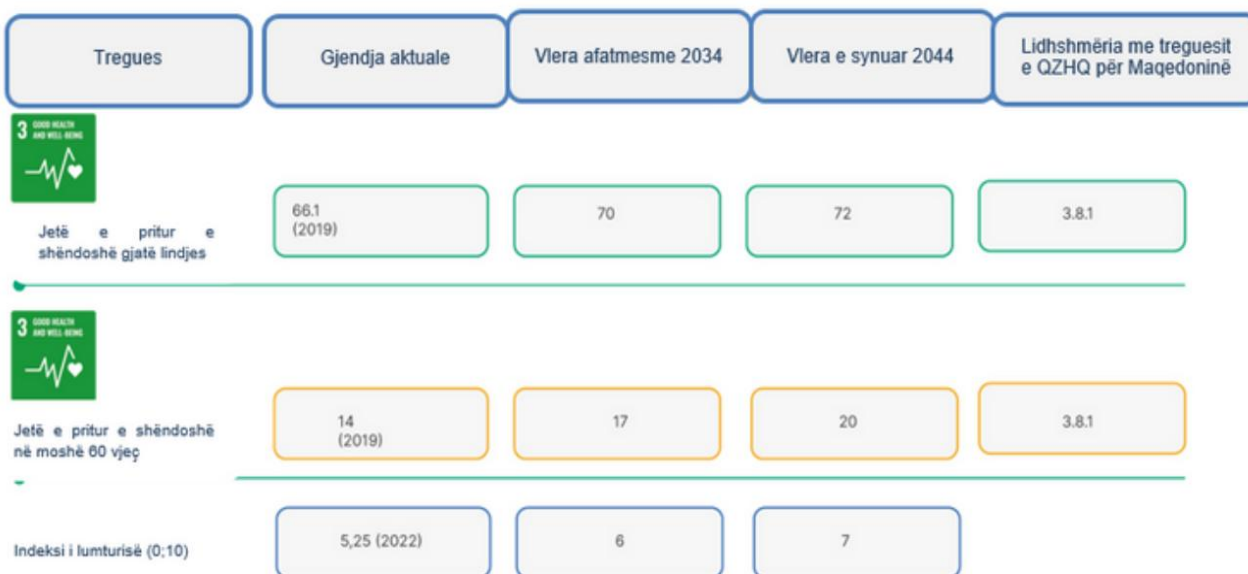 Tregues
Gjendja aktuale
Vlera afatmesme 2034
Vlera e synuar 2044
Lidhshmëria me treguesit
e QZHQ për Maqedoninë
3 GOOD HEALTH
AND WELL-BEING
Jetë e pritur e
shëndoshë gjatë lindjes
66.1
(2019)
70
72
3.8.1
3 GOOD HEALTH
AND WELL-BEING
Jetë e pritur e shëndoshë
në moshë 60 vjeç
14
(2019)
17
20
3.8.1
Indeksi i lumturisë (0;10)
5,25 (2022)
6
7